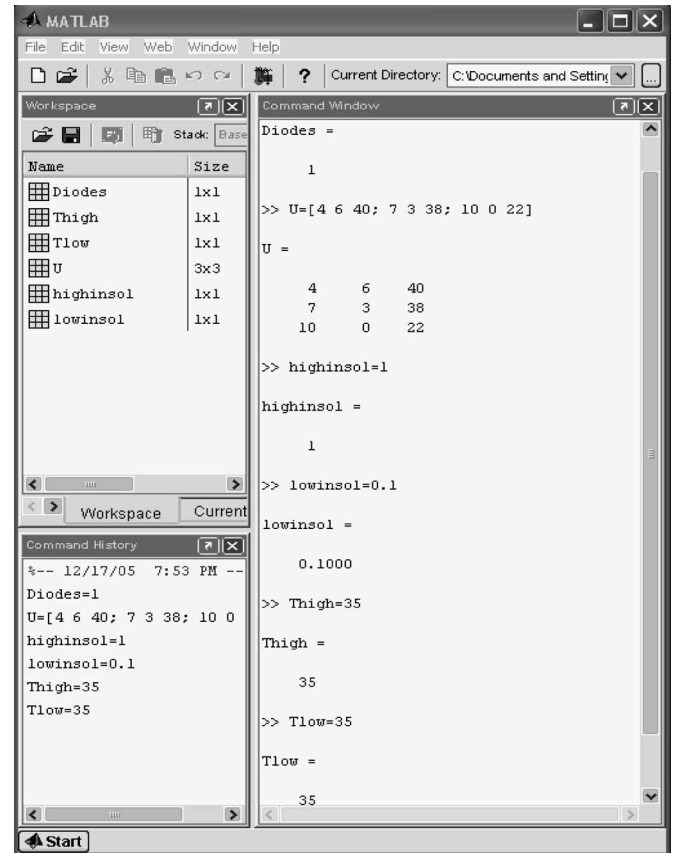 MATLAB
File Edit View Web Window Help
? Current Directory: C:\Documents and Setting ...
Workspace
Stack: Base
Name Size
Diodes 1x1
Thigh 1x1
Tlow 1x1
U 3x3
highinsol 1x1
lowinsol 1x1
Workspace Current
Command History
%-- 12/17/05 7:53 PM --
Diodes=1
U=[4 6 40; 7 3 38; 10 0
highinsol=1
lowinsol=0.1
Thigh=35
Tlow=35
Command Window
Diodes =
1
>> U=[4 6 40; 7 3 38; 10 0 22]
U =
4 6 40
7 3 38
10 0 22
>> highinsol=1
highinsol =
1
>> lowinsol=0.1
lowinsol =
0.1000
>> Thigh=35
Thigh =
35
>> Tlow=35
Tlow =
35
Start